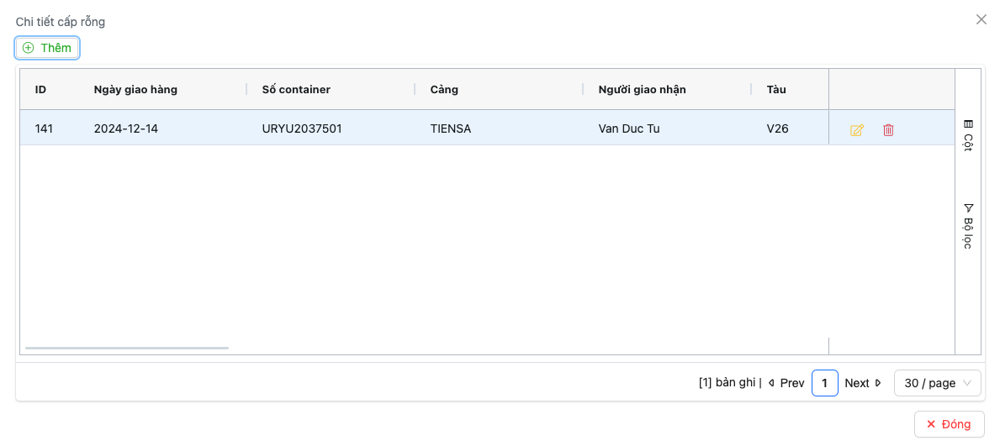 Chi tiết cấp rỗng
Thêm
ID Ngày giao hàng Số container Cảng Người giao nhận Tàu
141 2024-12-14 URYU2037501 TIENSA Van Duc Tu V26
Cột
Bộ lọc
[1] bản ghi | Prev 1 Next 30 / page
Đóng